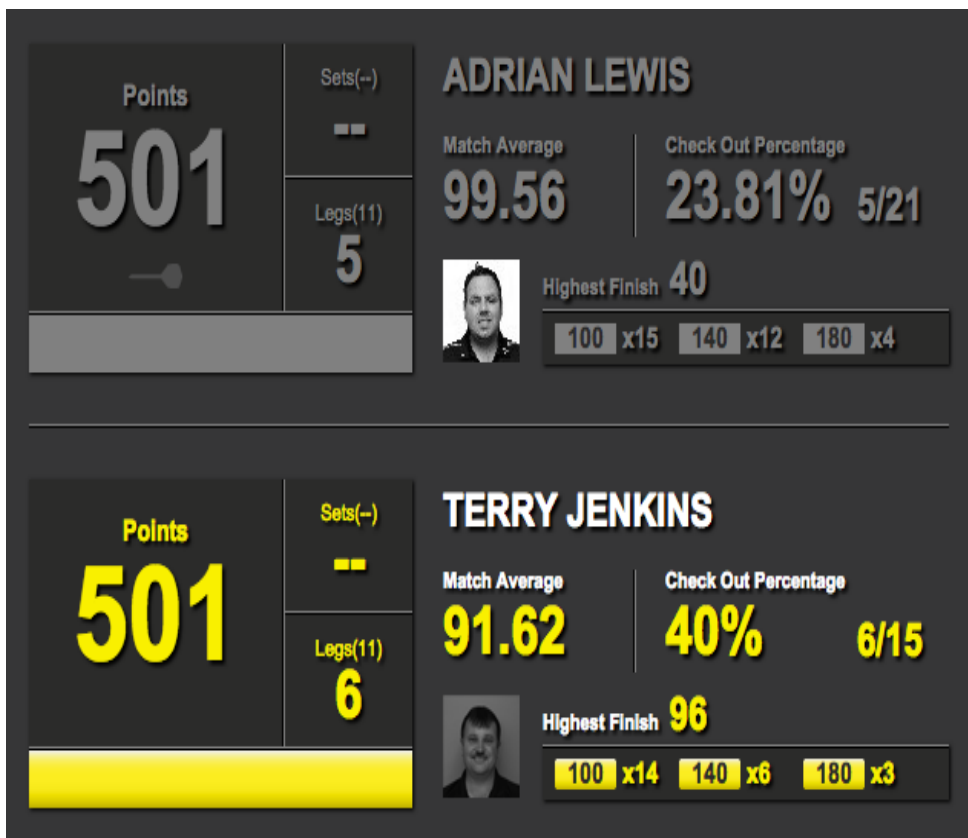 ADRIAN LEWIS
Points
501
Sets(--)
--
Legs(11)
5
Match Average
99.56
Check Out Percentage
23.81% 5/21
Highest Finish 40
100 x15 140 x12 180 x4
TERRY JENKINS
Points
501
Sets(--)
--
Legs(11)
6
Match Average
91.62
Check Out Percentage
40% 6/15
Highest Finish 96
100 x14 140 x6 180 x3